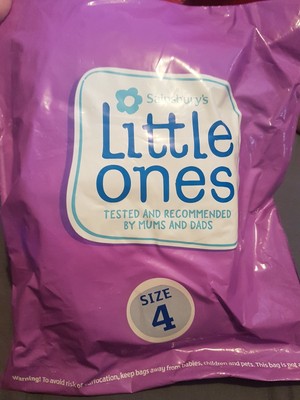 Sainsbury's
Little
ones
TESTED AND RECOMMENDED
BY MUMS AND DADS
SIZE
4
Warning! To avoid risk of suffocation, keep bags away from babies, children and pets. This bag is not a